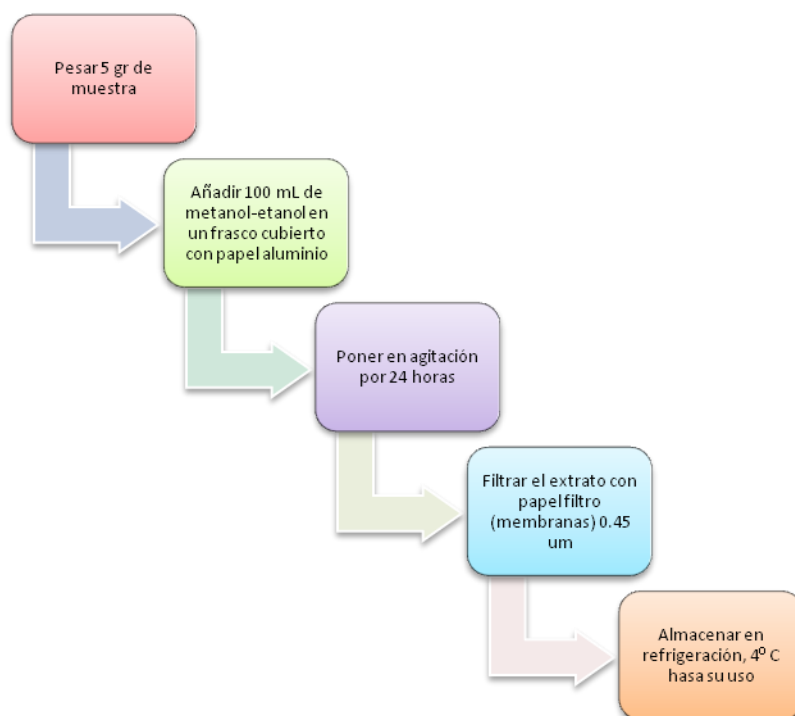 Pesar 5 gr de
muestra
Añadir 100 mL de
metanol-etanol en
un frasco cubierto
con papel aluminio
Poner en agitación
por 24 horas
Filtrar el extrato con
papel filtro
(membranas) 0.45
um
Almacenar en
refrigeración, 4º C
hasa su uso